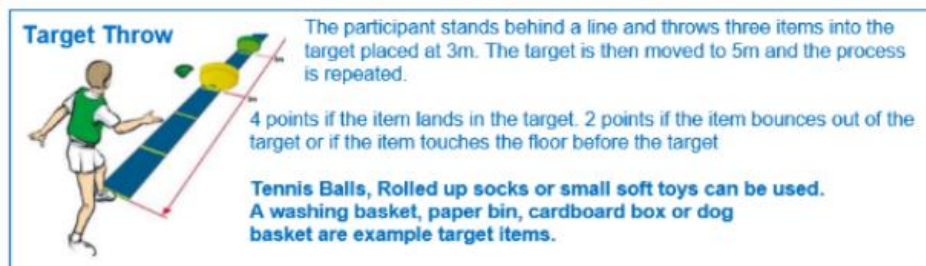 Target Throw
The participant stands behind a line and throws three items into the
target placed at 3m. The target is then moved to 5m and the process
is repeated.
4 points if the item lands in the target. 2 points if the item bounces out of the
target or if the item touches the floor before the target
Tennis Balls, Rolled up socks or small soft toys can be used.
A washing basket, paper bin, cardboard box or dog
basket are example target items.